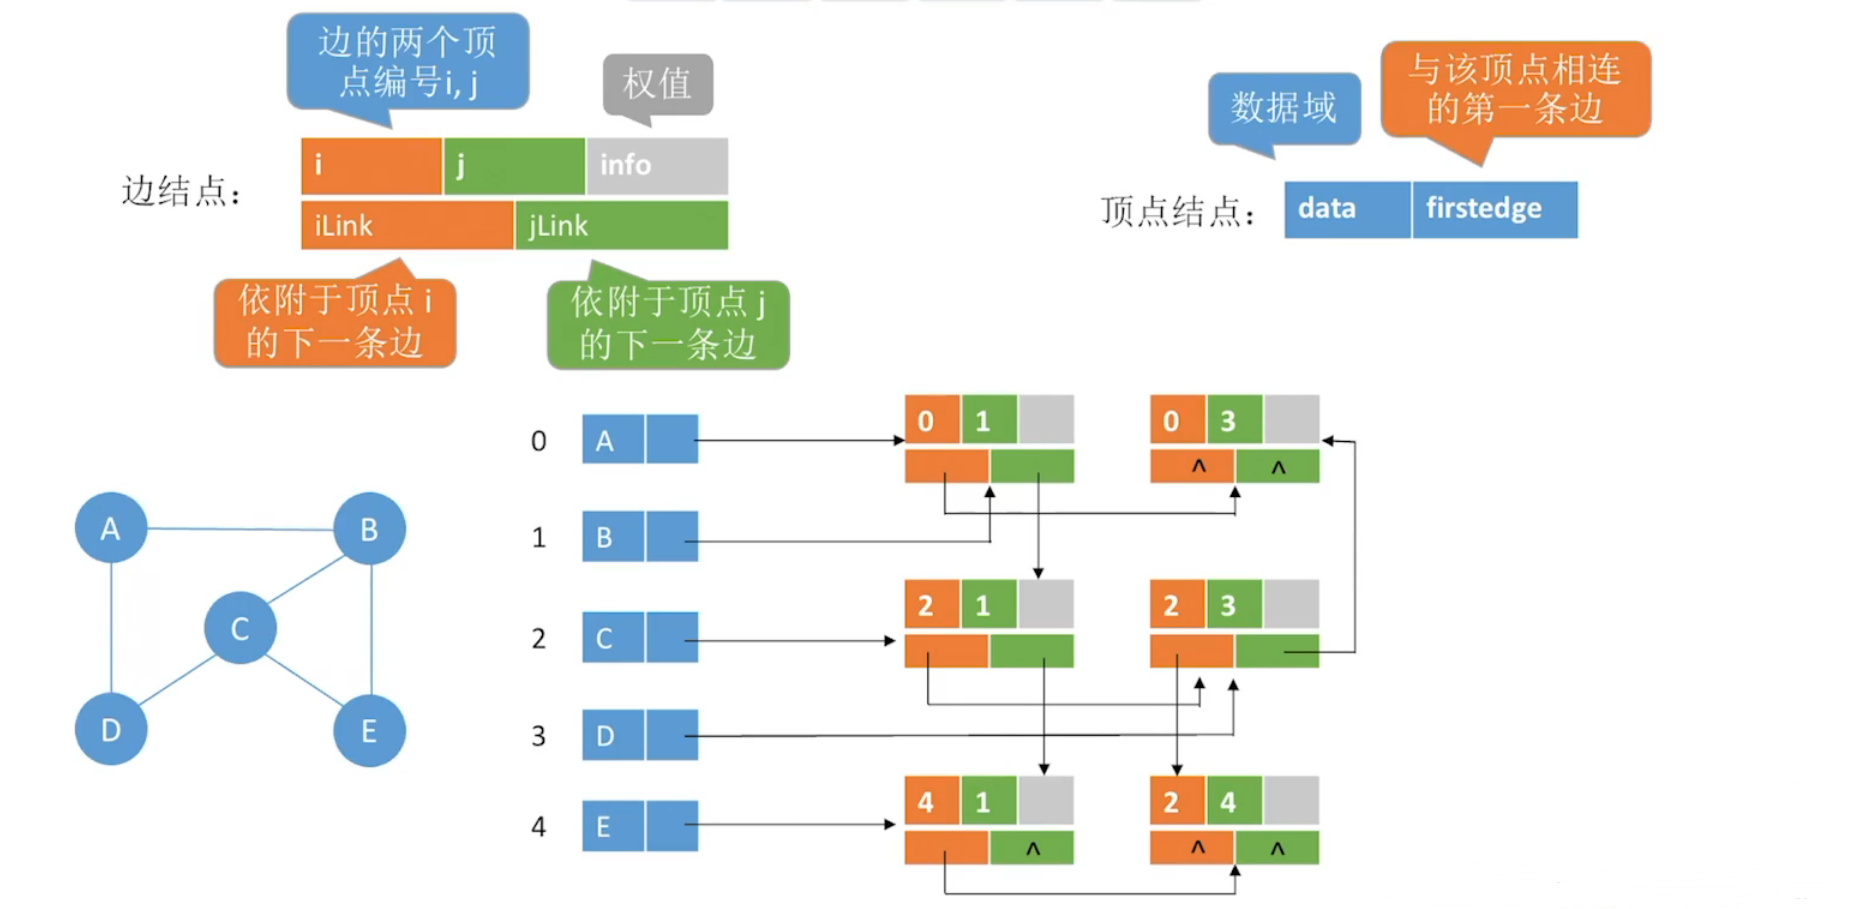 边的两个顶
点编号i, j
权值
数据域
与该顶点相连
的第一条边
边结点：
i j info
iLink jLink
顶点结点：
data firstedge
依附于顶点 i
的下一条边
依附于顶点 j
的下一条边
0 A
0 1
0 3
^ ^
1 B
2 C
2 1
2 3
3 D
4 E
4 1
^
2 4
^ ^
A
B
C
D
E